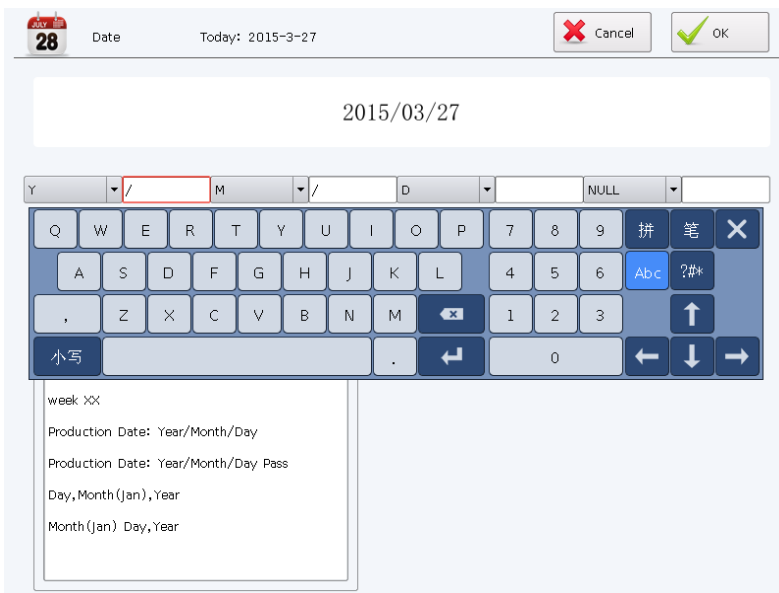 JULY
28 Date Today: 2015-3-27 Cancel OK
2015/03/27
Y / M / D NULL
Q W E R T Y U I O P 7 8 9 拼 笔
A S D F G H J K L 4 5 6 Abc ?#*
, Z X C V B N M 1 2 3
小写 . 0
week XX
Production Date: Year/Month/Day
Production Date: Year/Month/Day Pass
Day,Month(Jan),Year
Month(Jan) Day,Year